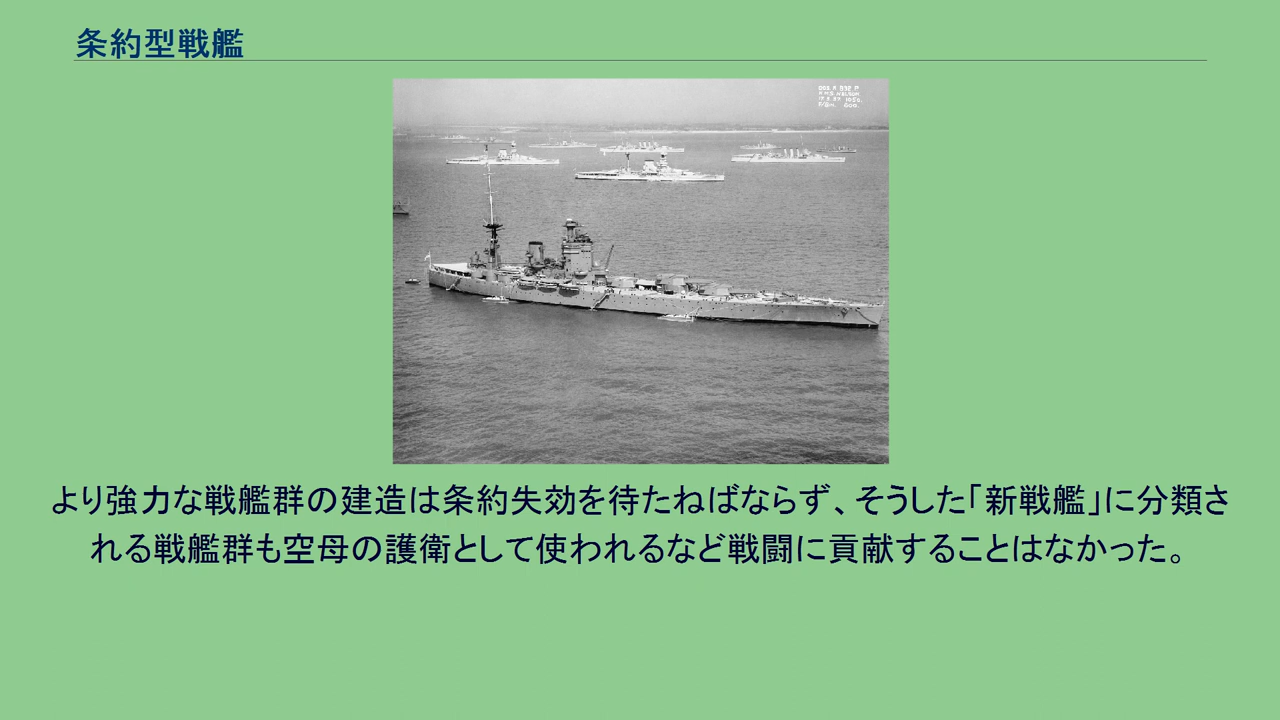 条約型戦艦
より強力な戦艦群の建造は条約失効を待たねばならず、そうした「新戦艦」に分類さ
れる戦艦群も空母の護衛として使われるなど戦闘に貢献することはなかった。